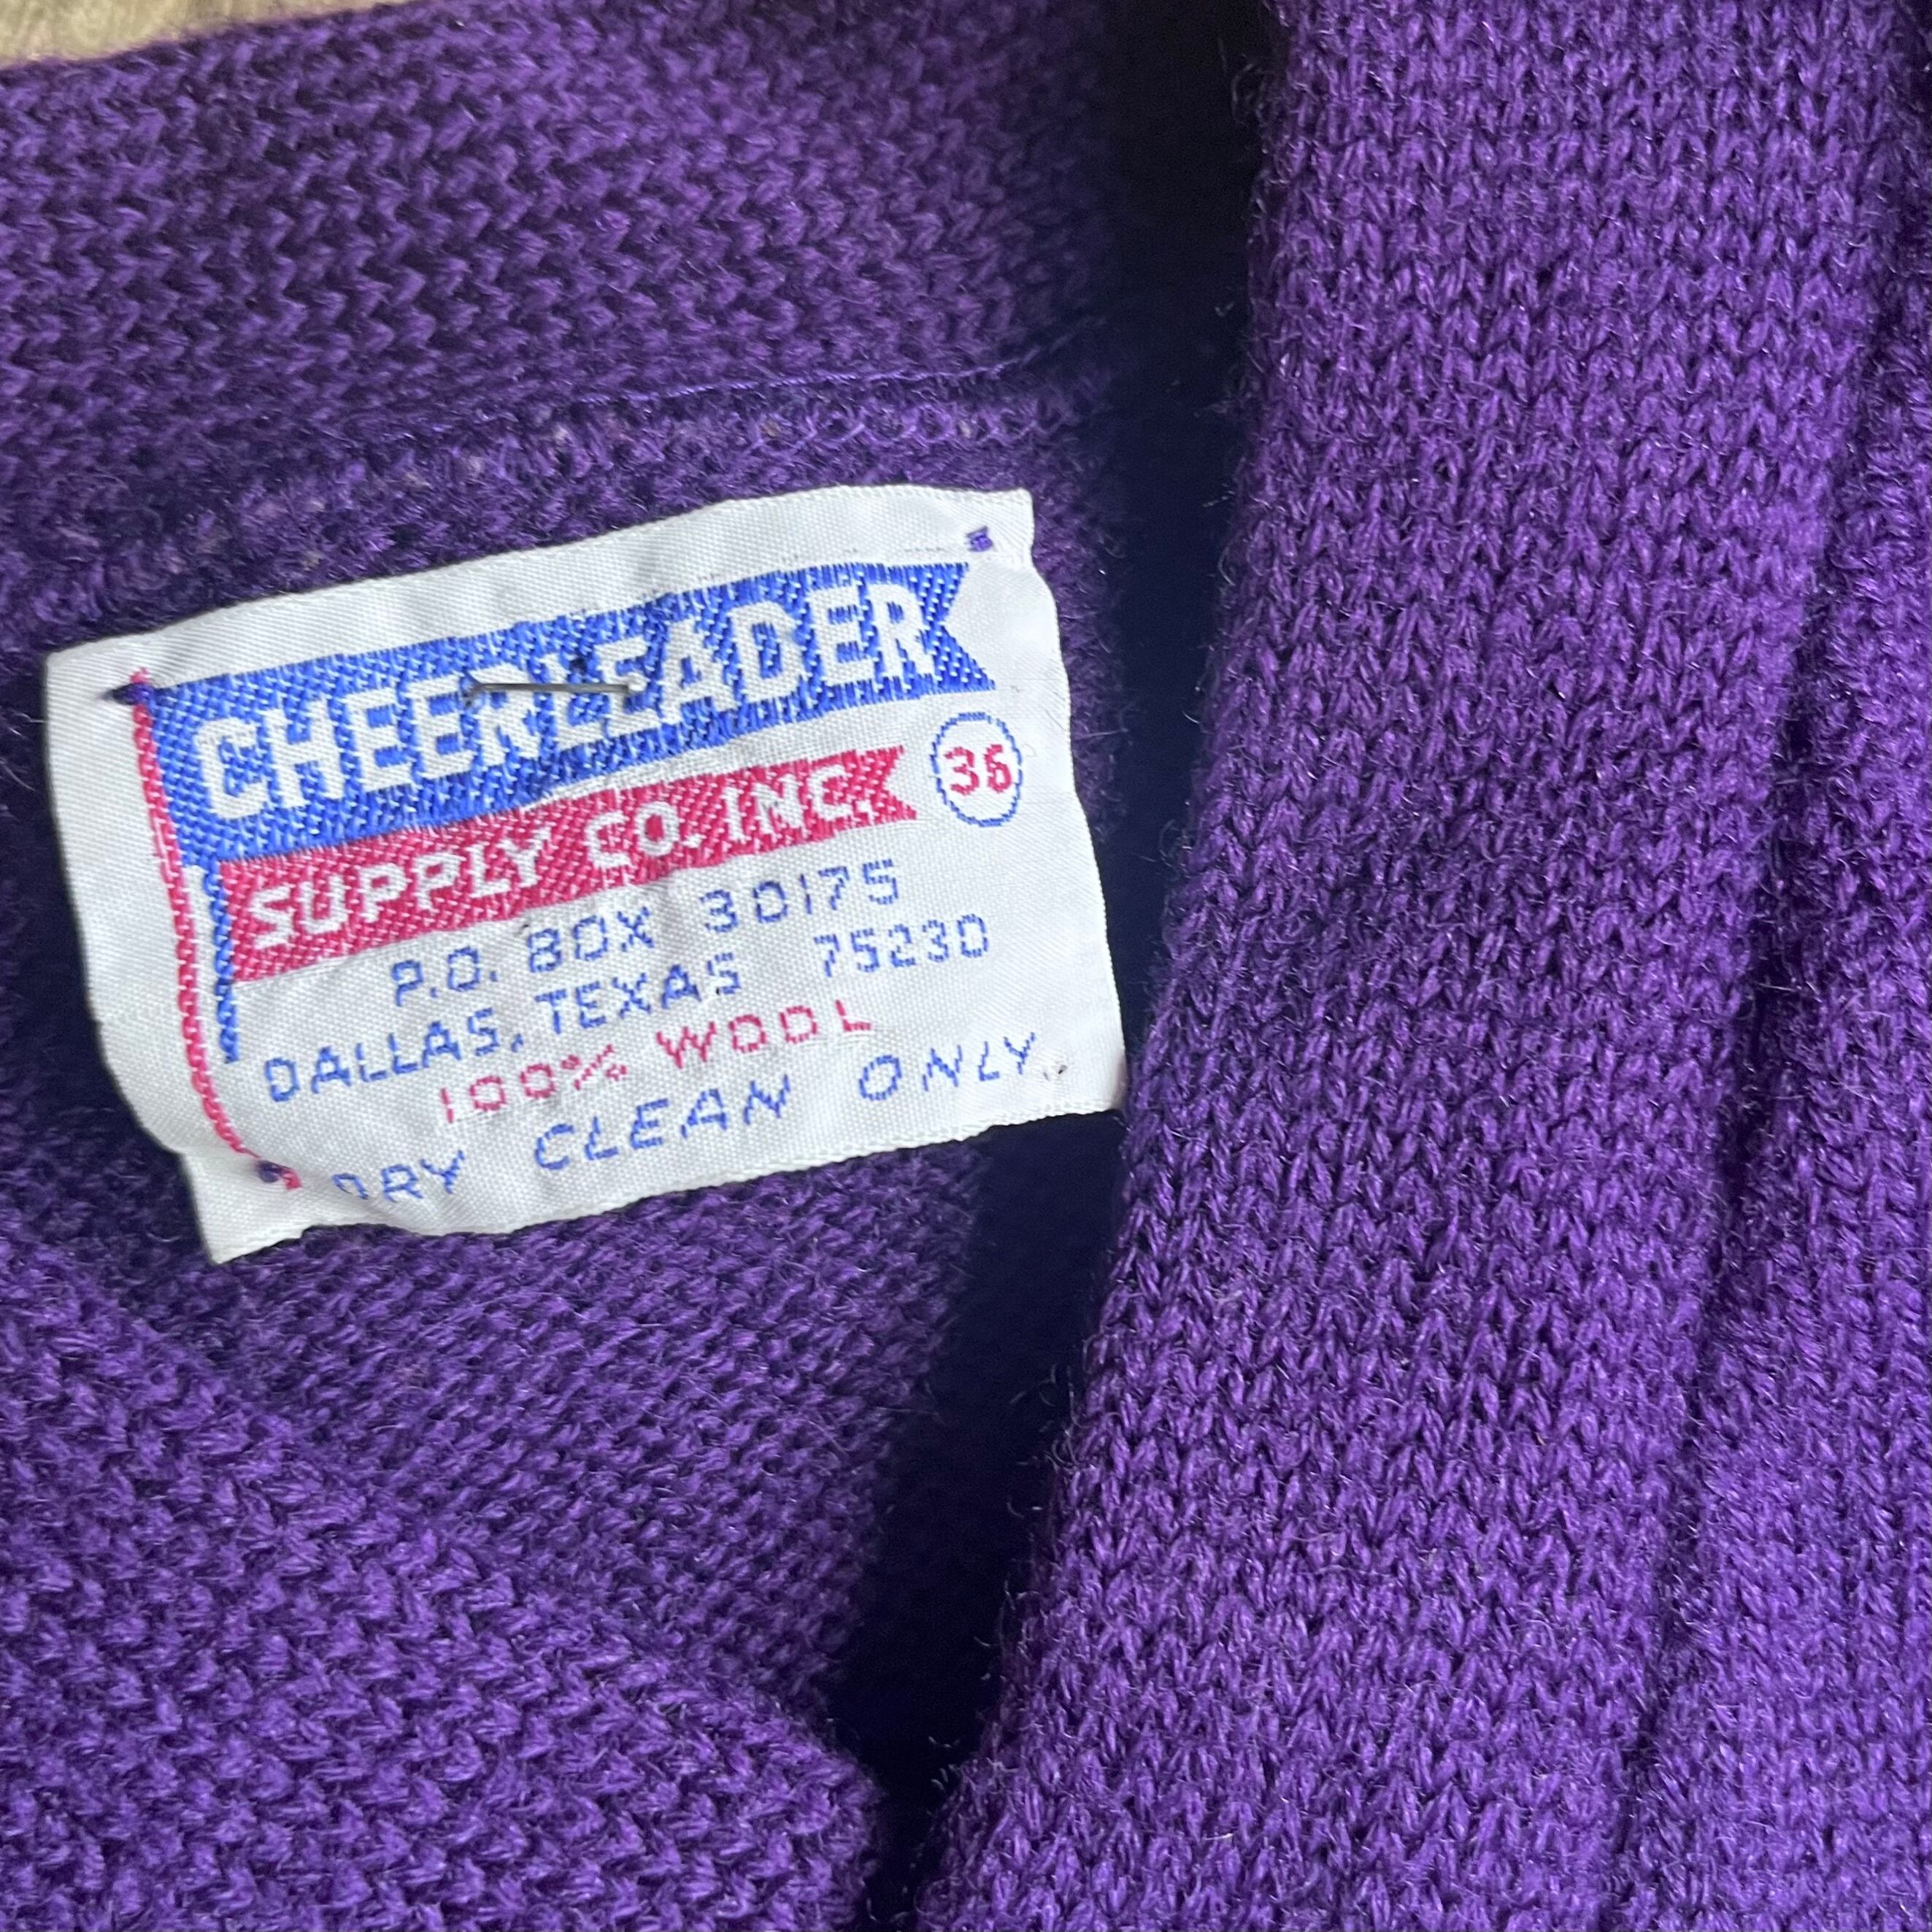 CHEERLEADER
SUPPLY CO. INC.
36
P.O. BOX 30175
DALLAS, TEXAS 75230
100% WOOL
DRY CLEAN ONLY